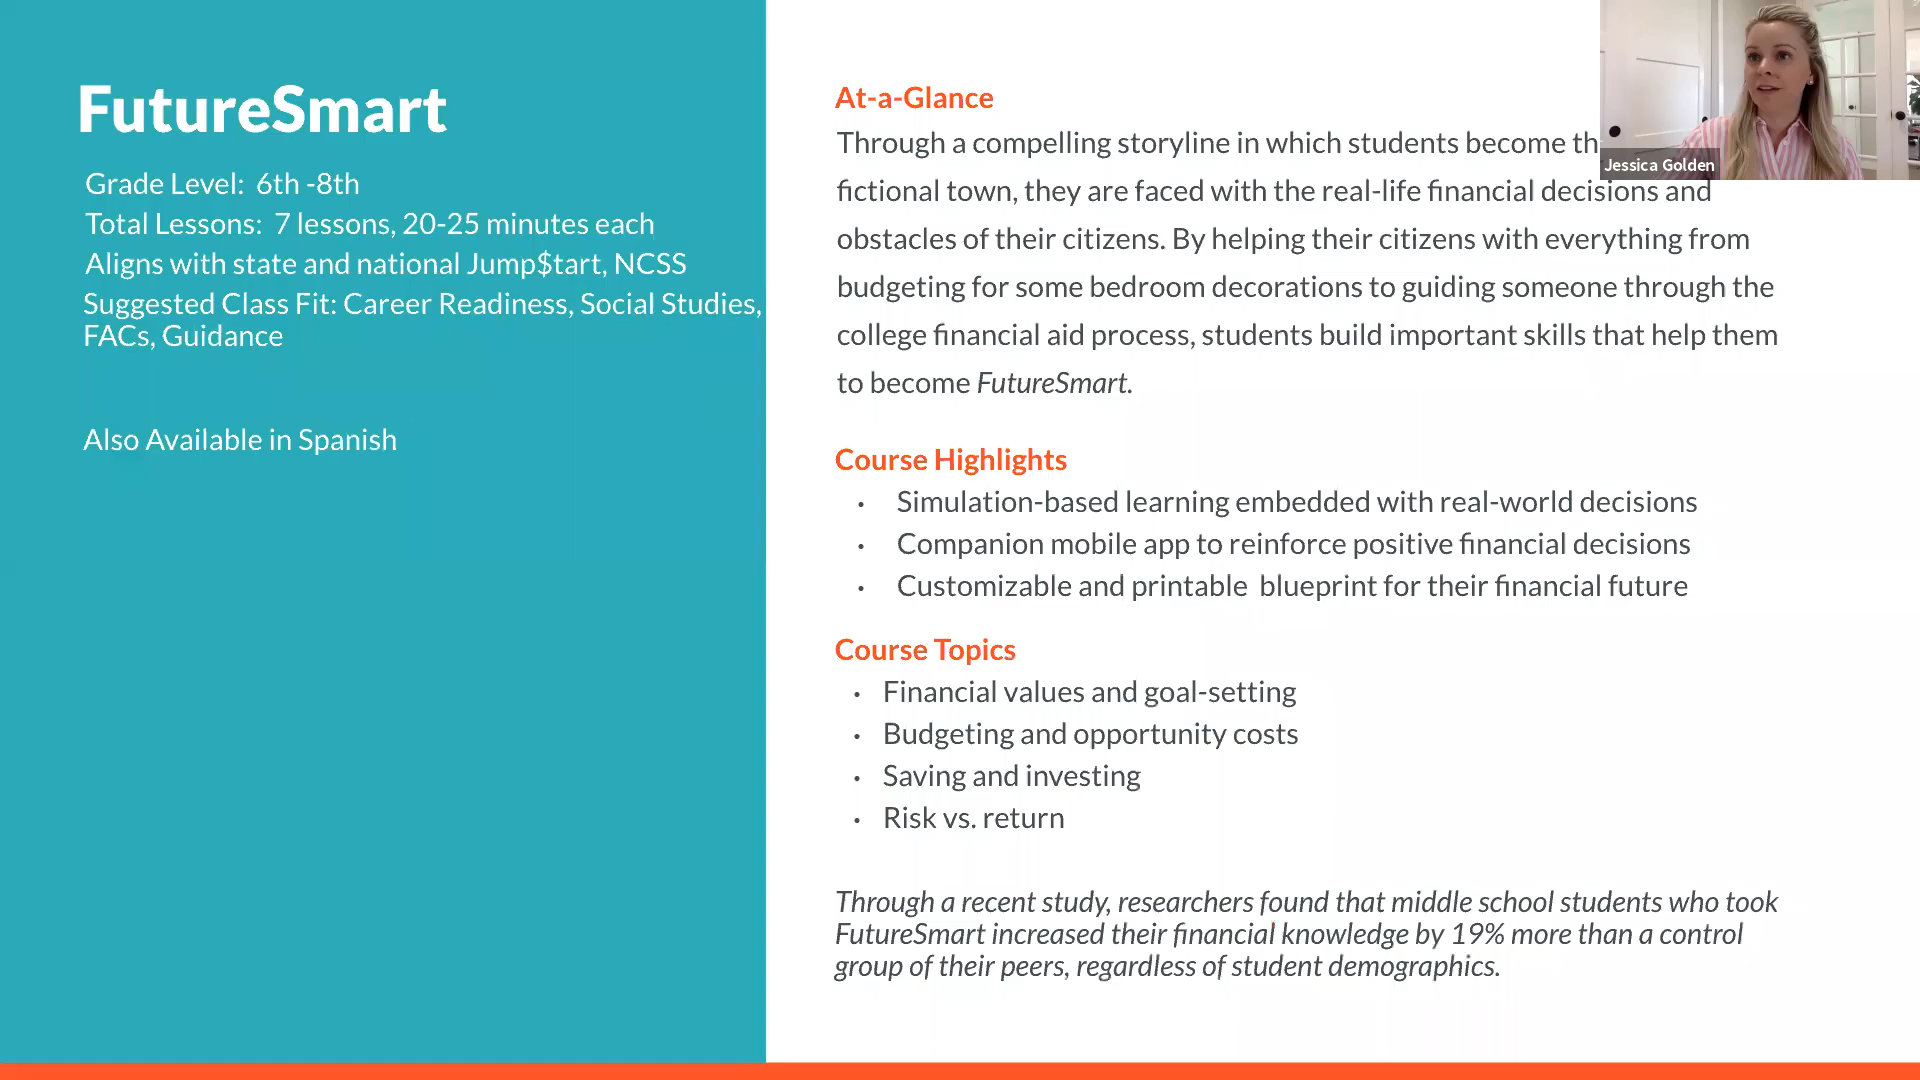 FutureSmart
Grade Level: 6th -8th
Total Lessons: 7 lessons, 20-25 minutes each
Aligns with state and national Jump$tart, NCSS
Suggested Class Fit: Career Readiness, Social Studies,
FACs, Guidance
Also Available in Spanish
At-a-Glance
Through a compelling storyline in which students become
fictional town, they are faced with the real-life financial decisions and
obstacles of their citizens. By helping their citizens with everything from
budgeting for some bedroom decorations to guiding someone through the
college financial aid process, students build important skills that help them
to become FutureSmart.
Course Highlights
• Simulation-based learning embedded with real-world decisions
• Companion mobile app to reinforce positive financial decisions
• Customizable and printable blueprint for their financial future
Course Topics
• Financial values and goal-setting
• Budgeting and opportunity costs
• Saving and investing
• Risk vs. return
Through a recent study, researchers found that middle school students who took
FutureSmart increased their financial knowledge by 19% more than a control
group of their peers, regardless of student demographics.
Jessica Golden